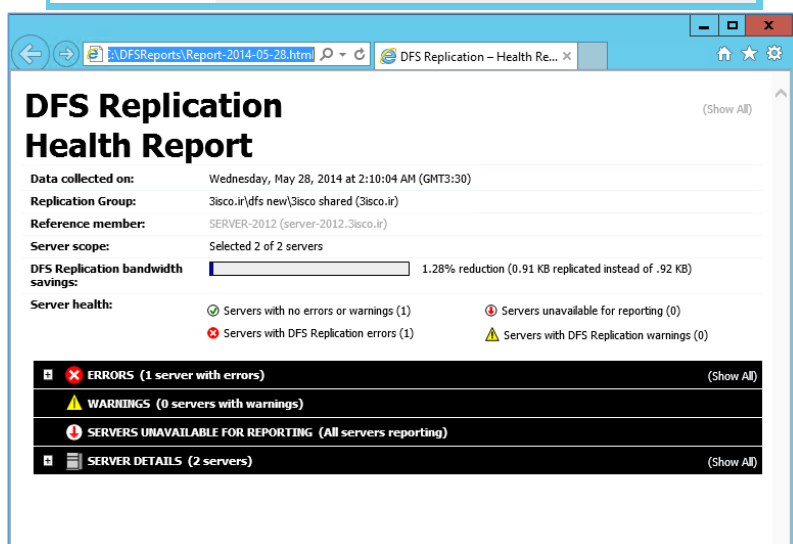 :\DFSReports\Report-2014-05-28.html
DFS Replication – Health Re...
DFS Replication
Health Report
(Show All)
Data collected on: Wednesday, May 28, 2014 at 2:10:04 AM (GMT3:30)
Replication Group: 3isco.ir\dfs new\3isco shared (3isco.ir)
Reference member: SERVER-2012 (server-2012.3isco.ir)
Server scope: Selected 2 of 2 servers
DFS Replication bandwidth savings: 1.28% reduction (0.91 KB replicated instead of .92 KB)
Server health:
Servers with no errors or warnings (1) Servers unavailable for reporting (0)
Servers with DFS Replication errors (1) Servers with DFS Replication warnings (0)
ERRORS (1 server with errors) (Show All)
WARNINGS (0 servers with warnings)
SERVERS UNAVAILABLE FOR REPORTING (All servers reporting)
SERVER DETAILS (2 servers) (Show All)